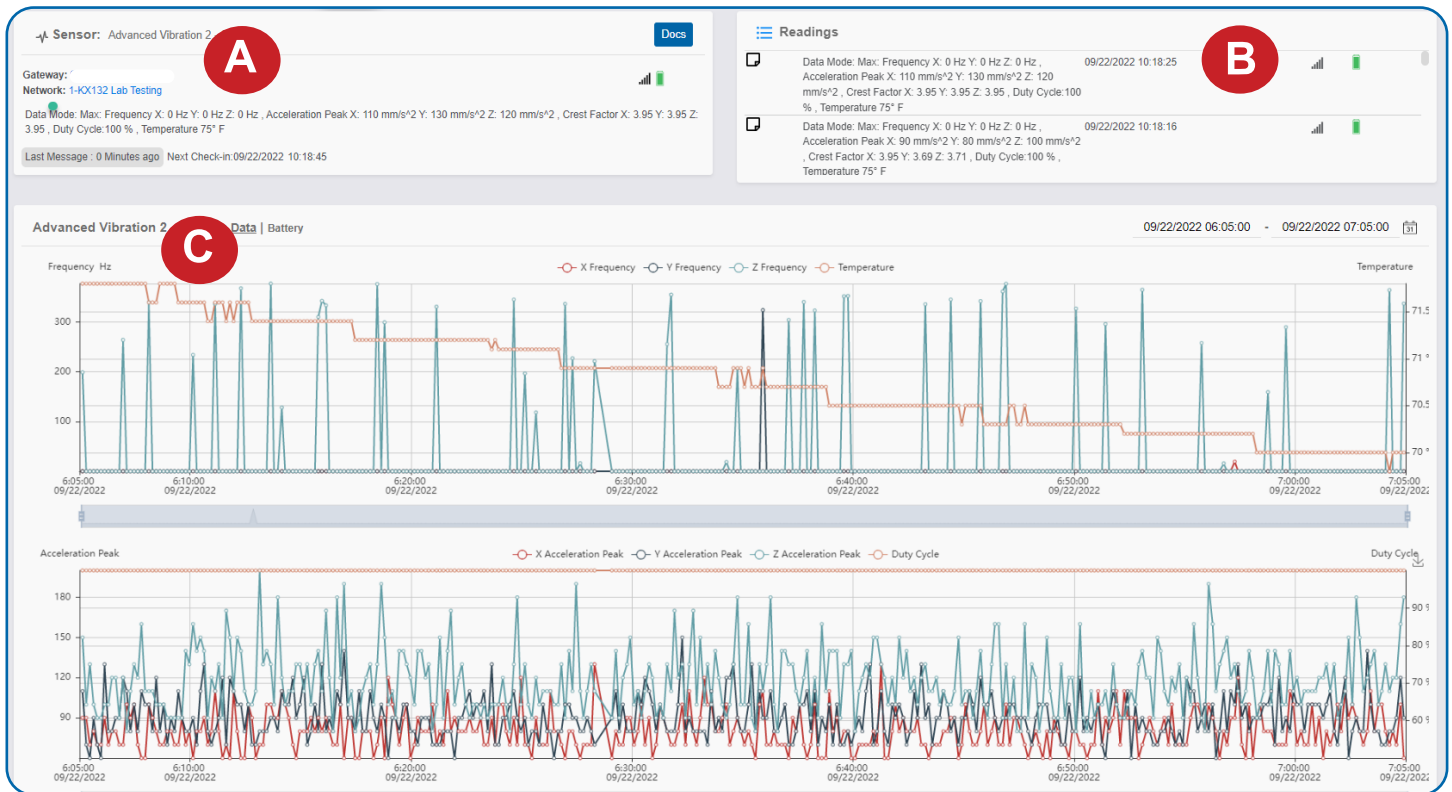 Sensor: Advanced Vibration 2
Docs
A
Gateway:
Network: 1-KX132 Lab Testing
Data Mode: Max: Frequency X: 0 Hz Y: 0 Hz Z: 0 Hz , Acceleration Peak X: 110 mm/s^2 Y: 130 mm/s^2 Z: 120 mm/s^2 , Crest Factor X: 3.95 Y: 3.95 Z:
3.95 , Duty Cycle:100 % , Temperature 75° F
Last Message : 0 Minutes ago Next Check-in:09/22/2022 10:18:45
Readings
B
Data Mode: Max: Frequency X: 0 Hz Y: 0 Hz Z: 0 Hz , 09/22/2022 10:18:25
Acceleration Peak X: 110 mm/s^2 Y: 130 mm/s^2 Z: 120
mm/s^2 , Crest Factor X: 3.95 Y: 3.95 Z: 3.95 , Duty Cycle:100
% , Temperature 75° F
Data Mode: Max: Frequency X: 0 Hz Y: 0 Hz Z: 0 Hz , 09/22/2022 10:18:16
Acceleration Peak X: 90 mm/s^2 Y: 80 mm/s^2 Z: 100 mm/s^2
, Crest Factor X: 3.95 Y: 3.69 Z: 3.71 , Duty Cycle:100 % ,
Temperature 75° F
Advanced Vibration 2 Data | Battery
C
09/22/2022 06:05:00 - 09/22/2022 07:05:00 31
Frequency Hz X Frequency Y Frequency Z Frequency Temperature Temperature
300 71.5
71 °
200
70.5
100
70 °
6:05:00 6:10:00 6:20:00 6:30:00 6:40:00 6:50:00 7:00:00 7:05:00
09/22/2022 09/22/2022 09/22/2022 09/22/2022 09/22/2022 09/22/2022 09/22/2022 09/22/2022
Acceleration Peak X Acceleration Peak Y Acceleration Peak Z Acceleration Peak Duty Cycle Duty Cycle
180
90 %
150
80 %
120
70 %
90
60 %
6:05:00 6:10:00 6:20:00 6:30:00 6:40:00 6:50:00 7:00:00 7:05:00
09/22/2022 09/22/2022 09/22/2022 09/22/2022 09/22/2022 09/22/2022 09/22/2022 09/22/2022